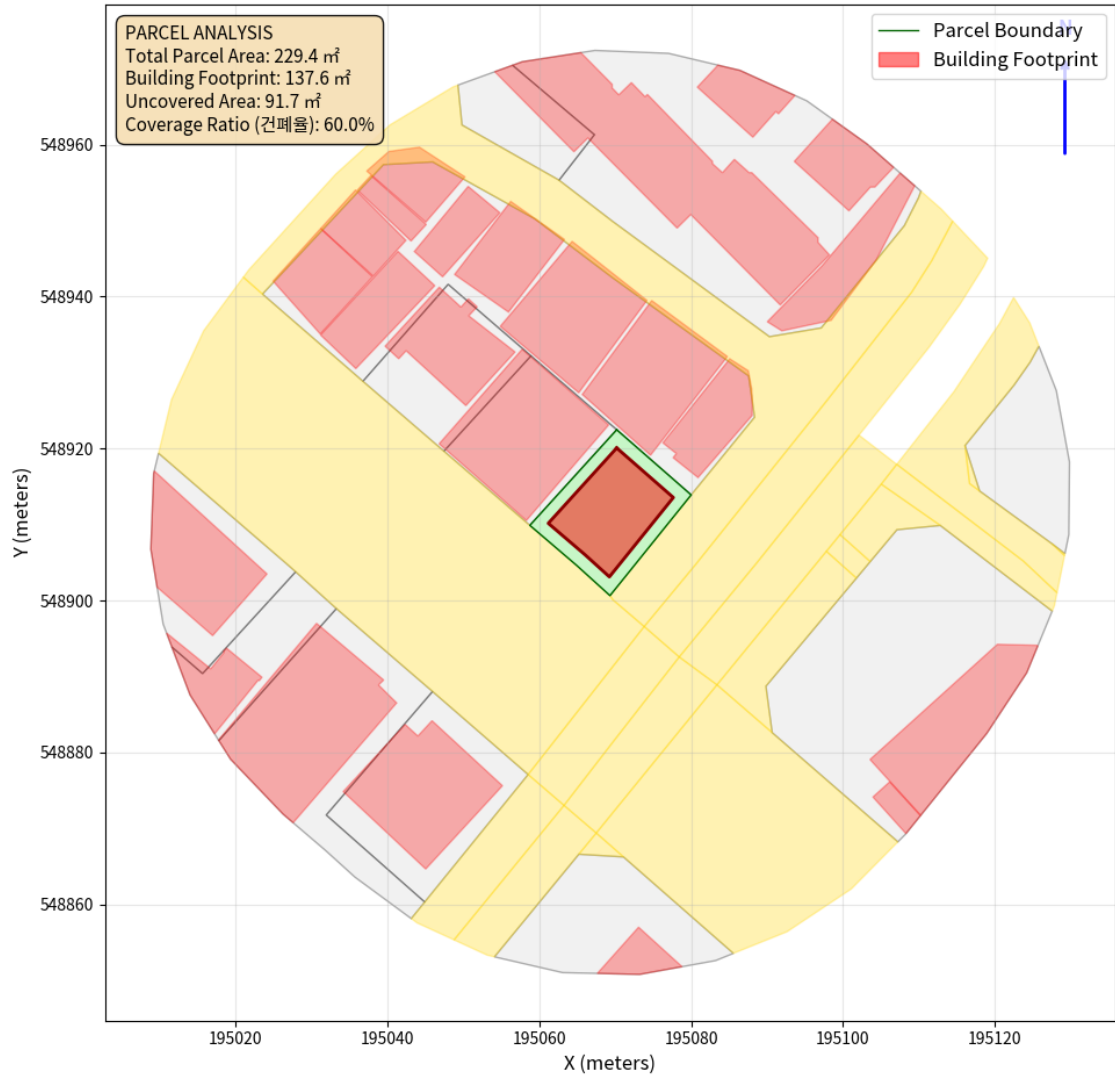 PARCEL ANALYSIS
Total Parcel Area: 229.4 ㎡
Building Footprint: 137.6 ㎡
Uncovered Area: 91.7 ㎡
Coverage Ratio (건폐율): 60.0%
Parcel Boundary
Building Footprint
N
548960
548940
548920
548900
548880
548860
Y (meters)
195020
195040
195060
195080
195100
195120
X (meters)